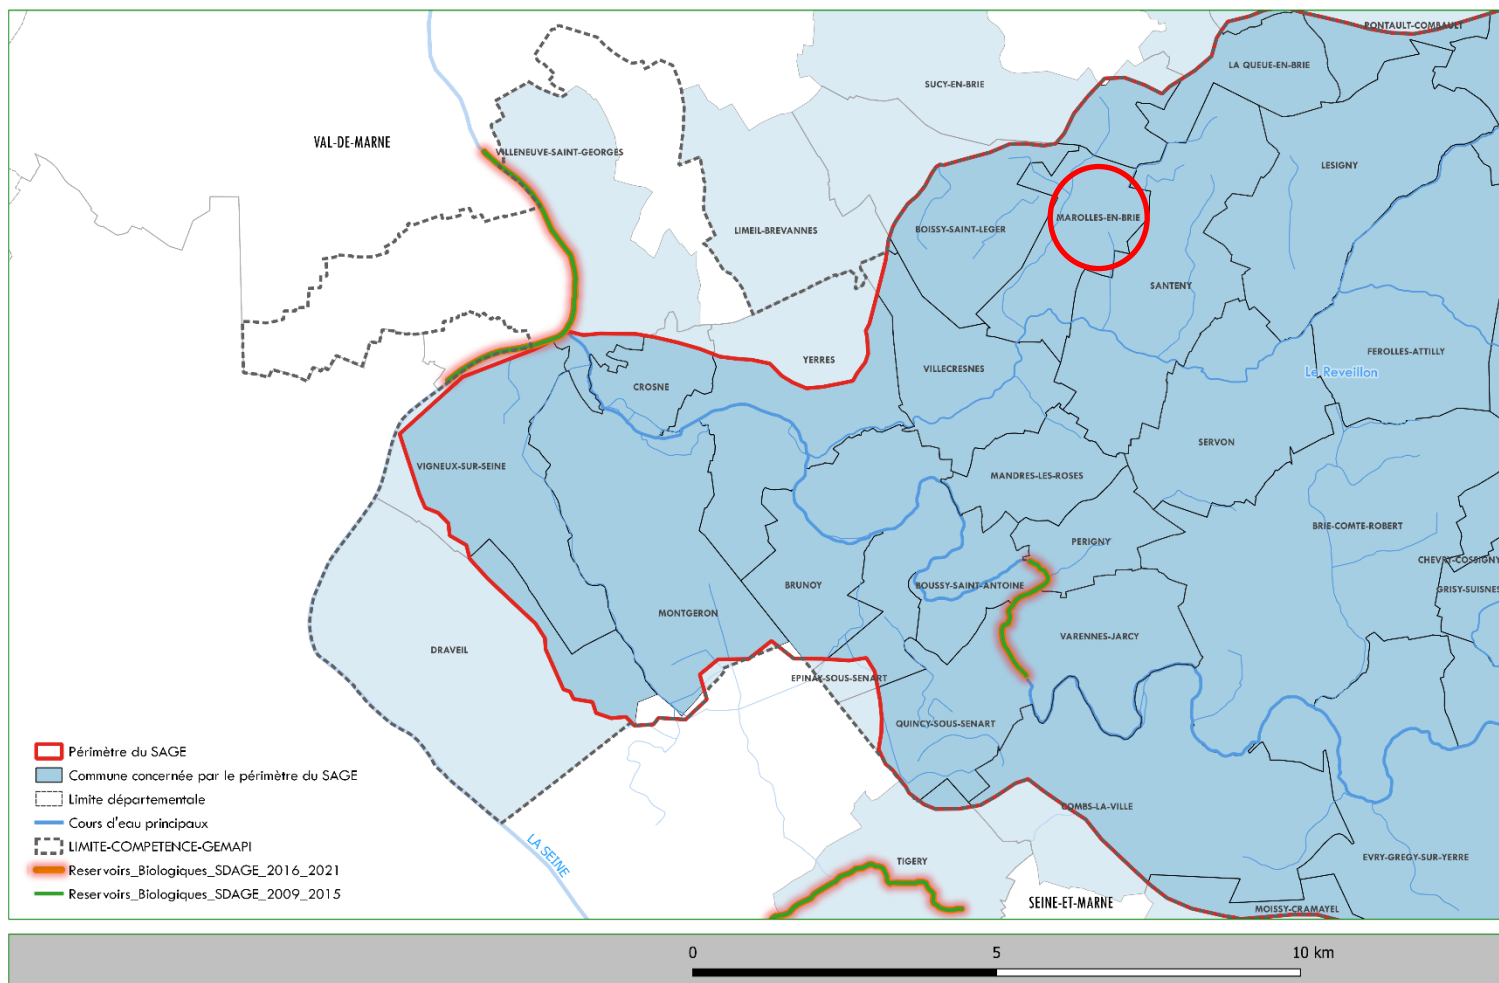 PONTAULT-COMBAULT
LA QUEUE-EN-BRIE
SUCY-EN-BRIE
VAL-DE-MARNE
VILLENEUVE-SAINT-GEORGES
LESIGNY
MAROLLES-EN-BRIE
LIMEIL-BREVANNES
BOISSY-SAINT-LEGER
SANTENY
YERRES
FEROLLES-ATTILLY
VILLECRESNES
Le Reveillon
CROSNE
SERVON
VIGNEUX-SUR-SEINE
MANDRES-LES-ROSES
BRIE-COMTE-ROBERT
PERIGNY
CHEVRY-COSSIGNY
BRUNOY
BOUSSY-SAINT-ANTOINE
GRISY-SUISNES
MONTGERON
VARENNES-JARCY
DRAVEIL
EPINAY-SOUS-SENART
QUINCY-SOUS-SENART
COMBS-LA-VILLE
LA SEINE
TIGERY
EVRY-GREGY-SUR-YERRE
SEINE-ET-MARNE
MOISSY-CRAMAYEL
Périmètre du SAGE
Commune concernée par le périmètre du SAGE
Limite départementale
Cours d'eau principaux
LIMITE-COMPETENCE-GEMAPI
Reservoirs_Biologiques_SDAGE_2016_2021
Reservoirs_Biologiques_SDAGE_2009_2015
0 5 10 km